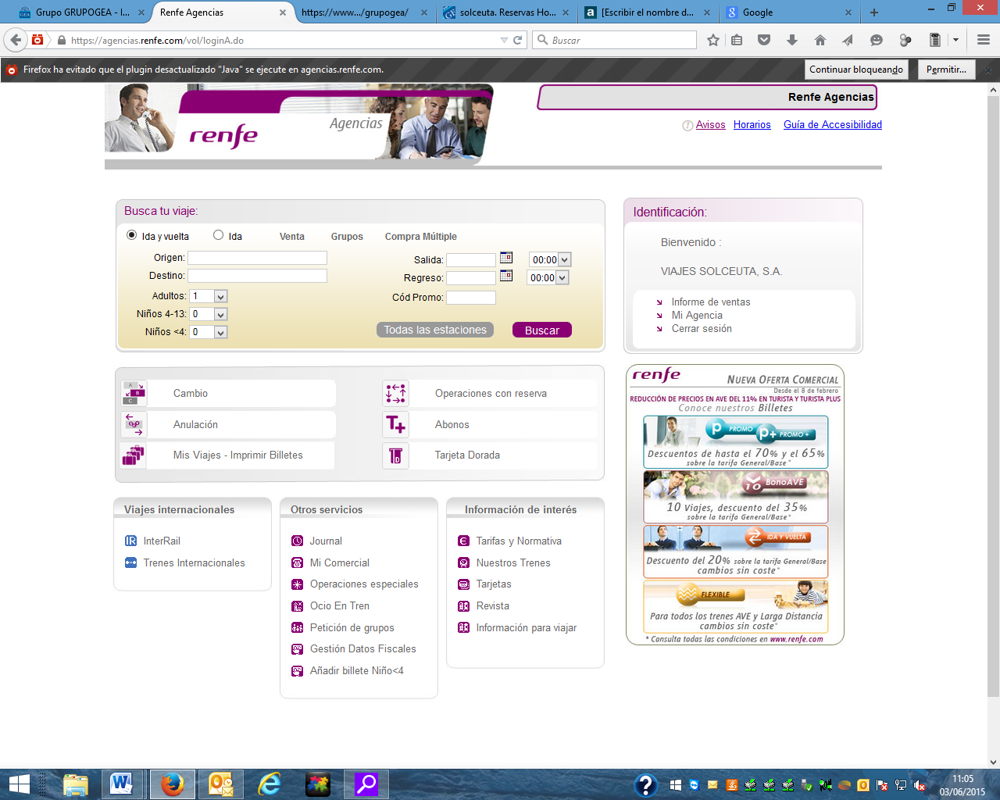 Grupo GRUPOGEA - I...
Renfe Agencias
https://www.../grupogea/
solceuta. Reservas Ho...
[Escribir el nombre d...
Google
https://agencias.renfe.com/vol/loginA.do
Buscar
Firefox ha evitado que el plugin desactualizado "Java" se ejecute en agencias.renfe.com.
Continuar bloqueando
Permitir...
renfe
Agencias
Renfe Agencias
Avisos Horarios Guía de Accesibilidad
Busca tu viaje:
Ida y vuelta Ida Venta Grupos Compra Múltiple
Origen:
Salida: 00:00
Destino:
Regreso: 00:00
Adultos: 1
Cód Promo:
Niños 4-13: 0
Niños <4: 0
Todas las estaciones
Buscar
Identificación:
Bienvenido :
VIAJES SOLCEUTA, S.A.
Informe de ventas
Mi Agencia
Cerrar sesión
Cambio
Operaciones con reserva
Anulación
Abonos
Mis Viajes - Imprimir Billetes
Tarjeta Dorada
Viajes internacionales
InterRail
Trenes Internacionales
Otros servicios
Journal
Mi Comercial
Operaciones especiales
Ocio En Tren
Petición de grupos
Gestión Datos Fiscales
Añadir billete Niño<4
Información de interés
Tarifas y Normativa
Nuestros Trenes
Tarjetas
Revista
Información para viajar
renfe
NUEVA OFERTA COMERCIAL
Desde el 8 de febrero
REDUCCIÓN DE PRECIOS EN AVE DEL 11% EN TURISTA Y TURISTA PLUS
Conoce nuestros Billetes
p PROMO p+ PROMO +
Descuentos de hasta el 70% y el 65%
sobre la tarifa General/Base*
10 BonoAVE
10 Viajes, descuento del 35%
sobre la tarifa General/Base*
IDA Y VUELTA
Descuento del 20% sobre la tarifa General/Base
cambios sin coste*
FLEXIBLE
Para todos los trenes AVE y Larga Distancia
cambios sin coste*
* Consulta todas las condiciones en www.renfe.com
11:05
03/06/2015